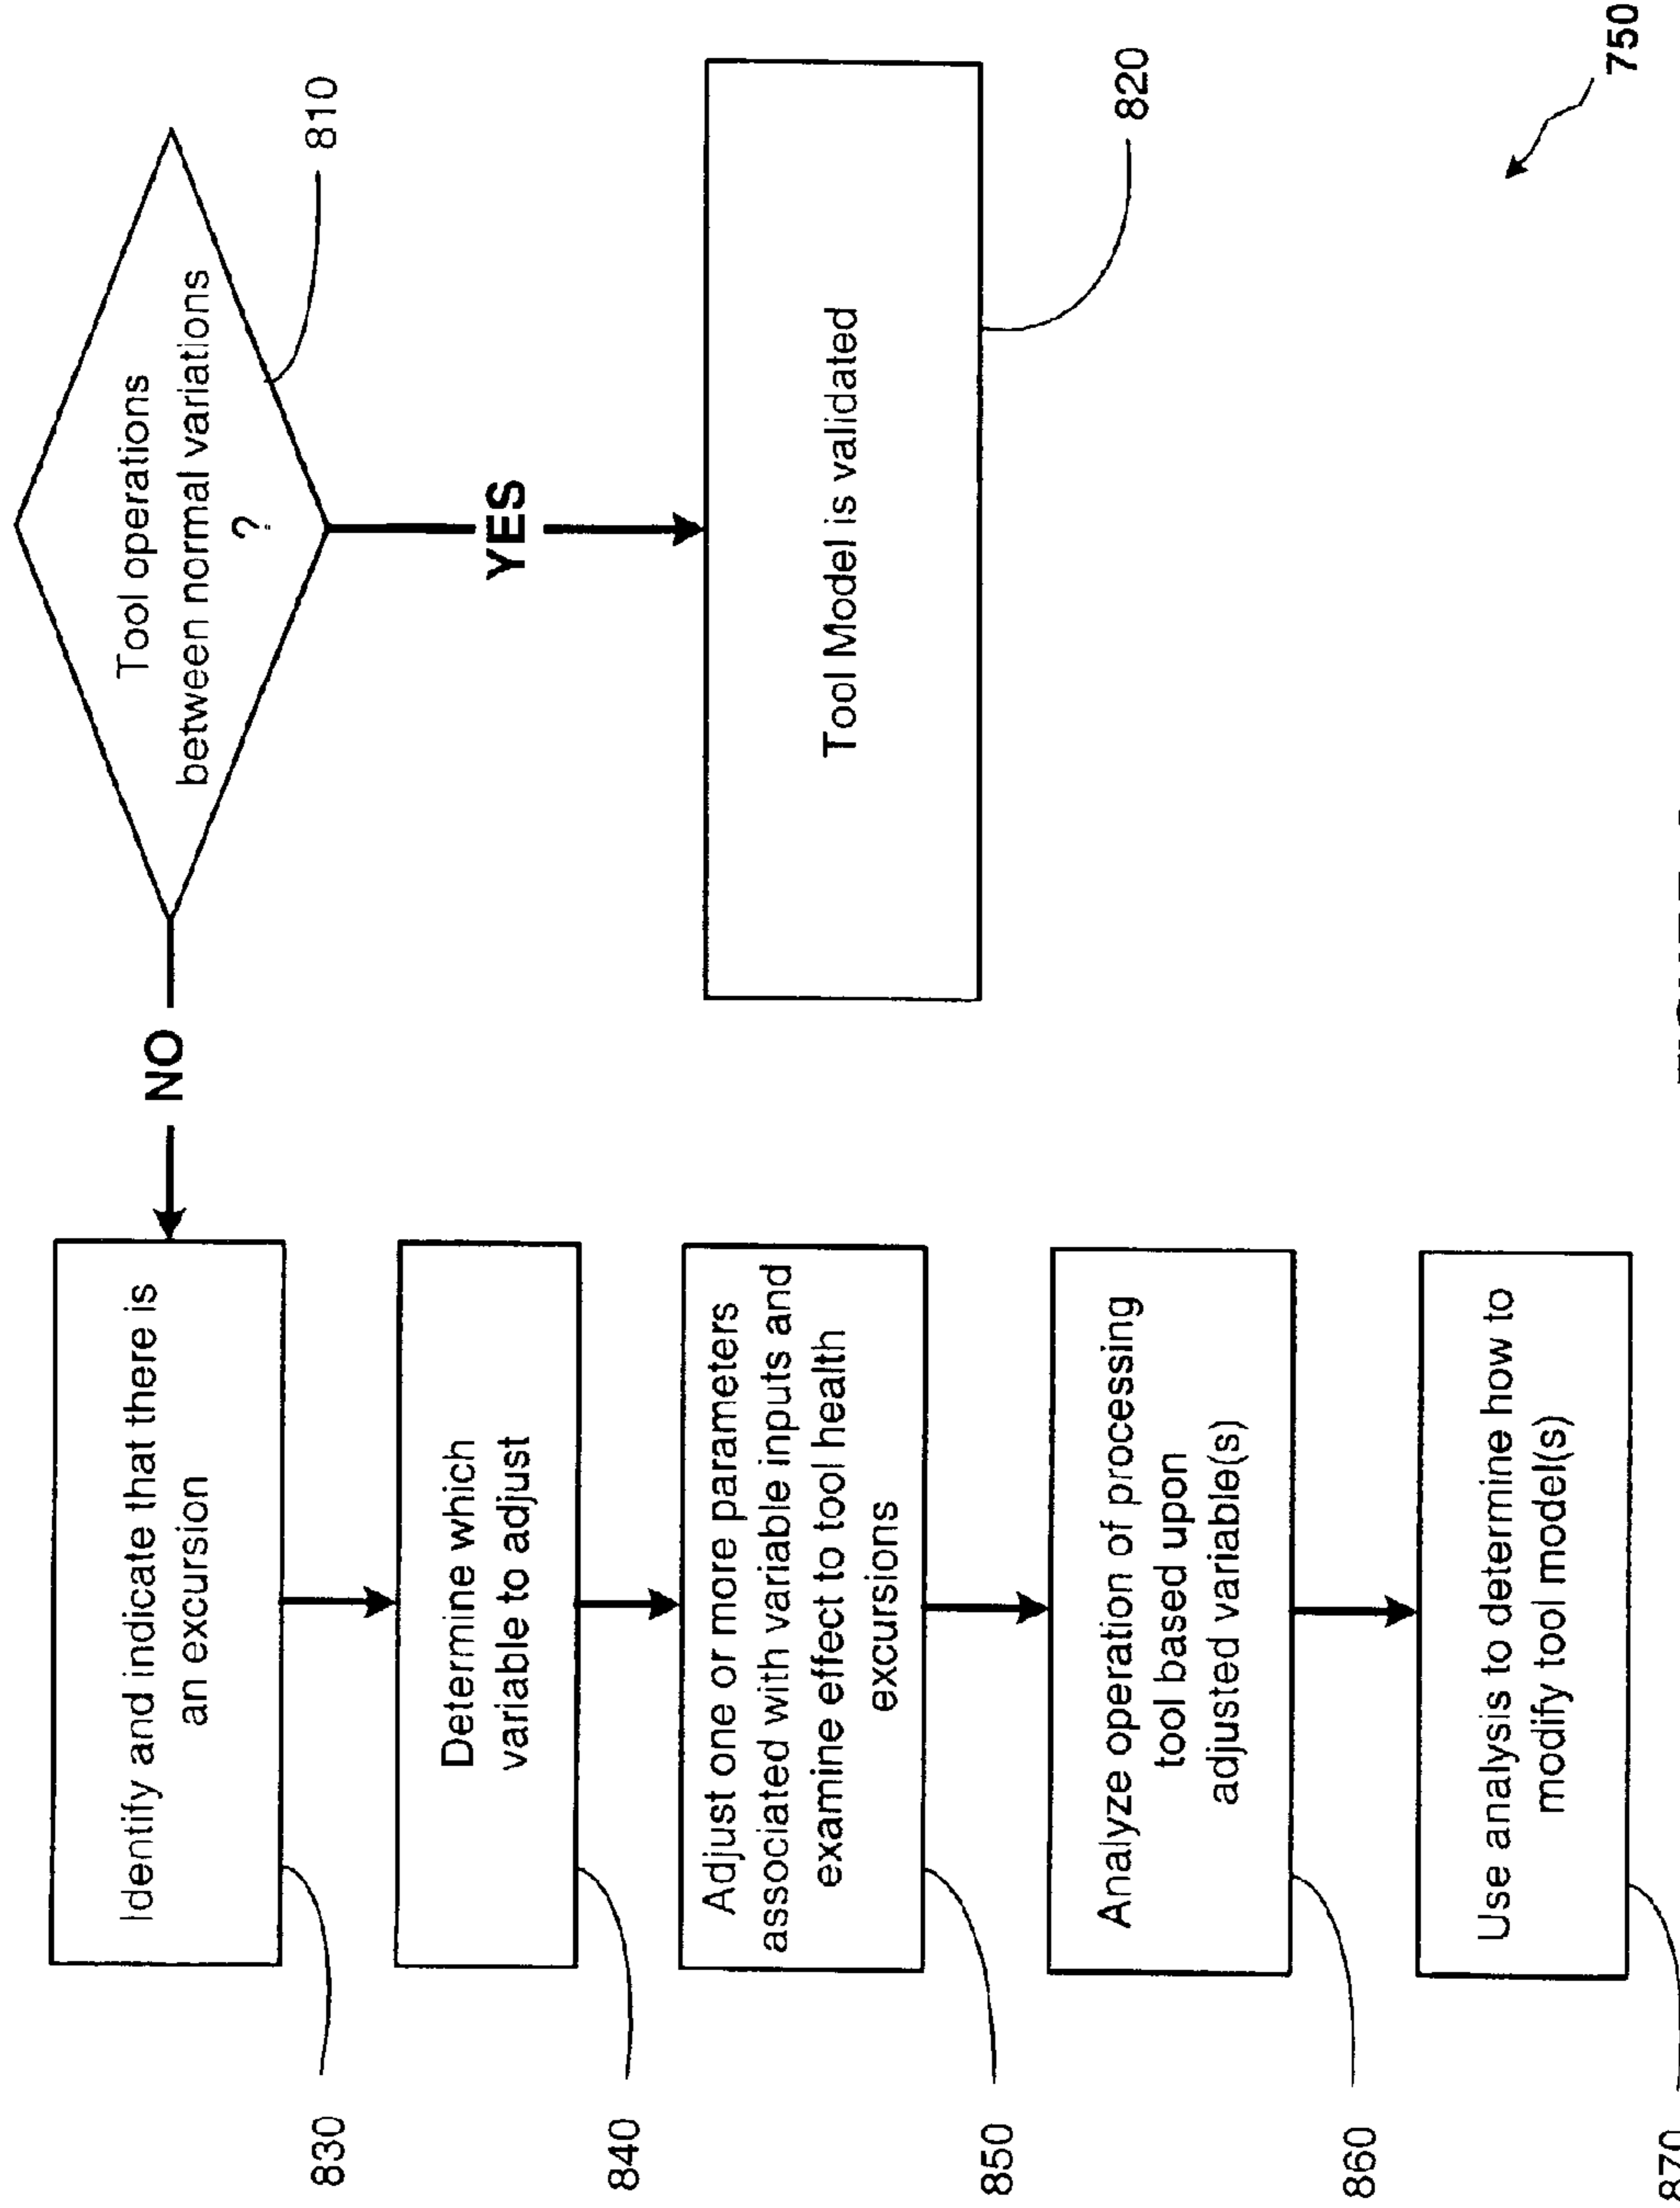 Tool operations
between normal variations
?
810
NO
YES
Identify and indicate that there is
an excursion
830
Determine which
variable to adjust
840
Adjust one or more parameters
associated with variable inputs and
examine effect to tool health
excursions
850
Analyze operation of processing
tool based upon
adjusted variable(s)
860
Use analysis to determine how to
modify tool model(s)
870
Tool Model is validated
820
750